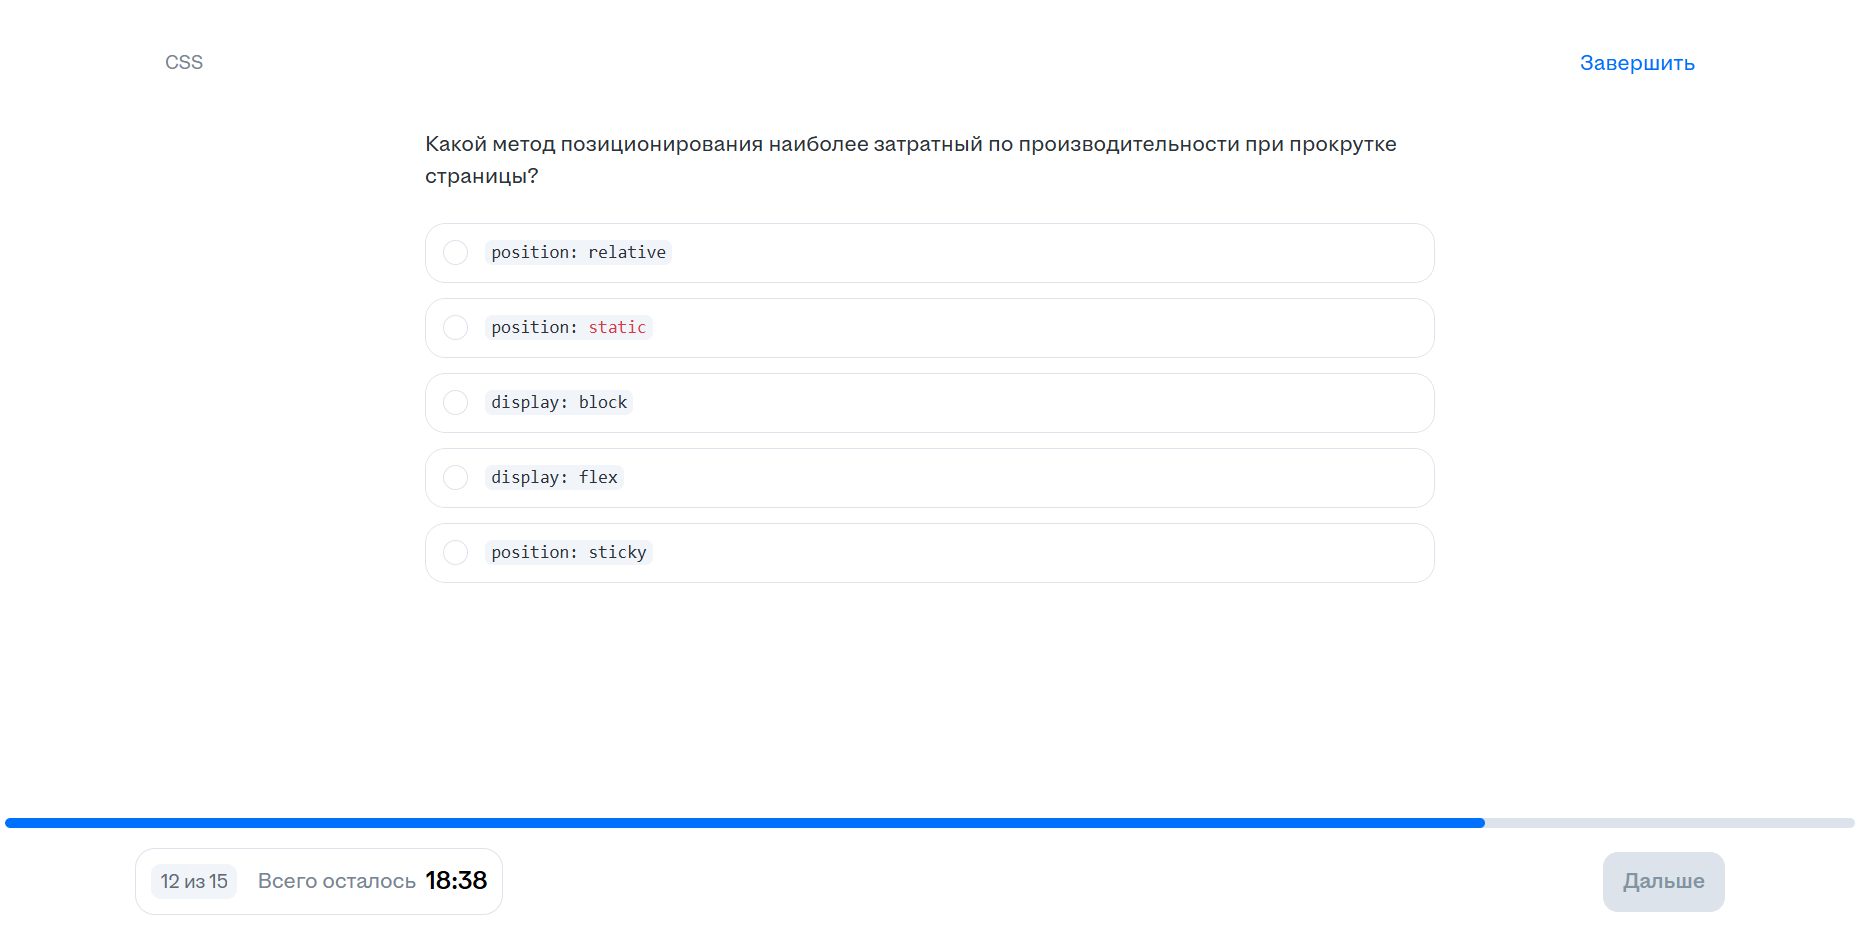 CSS
Завершить
Какой метод позиционирования наиболее затратный по производительности при прокрутке
страницы?
position: relative
position: static
display: block
display: flex
position: sticky
12 из 15 Всего осталось 18:38
Дальше